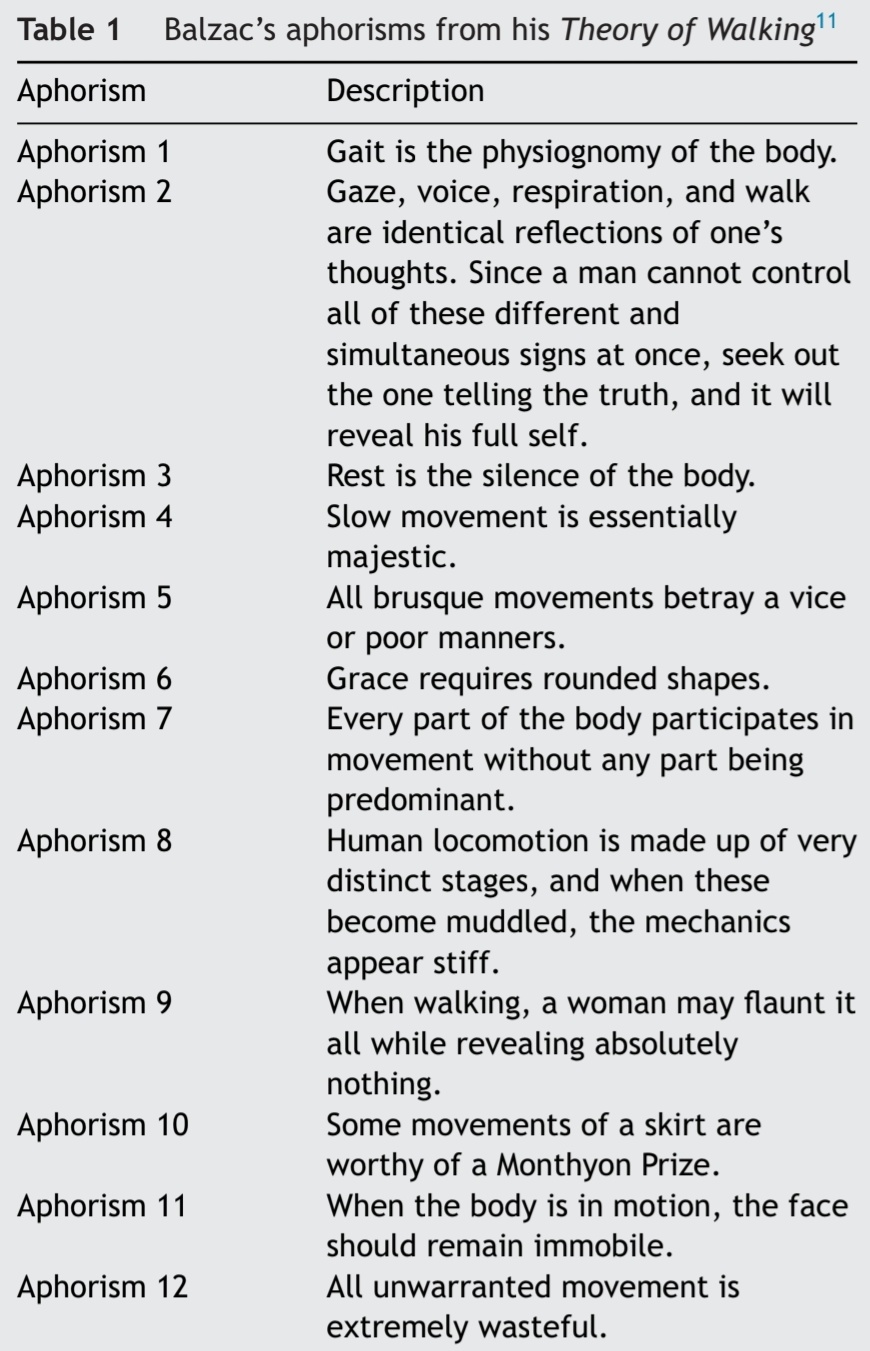 Table 1 Balzac’s aphorisms from his Theory of Walking11
Aphorism Description
Aphorism 1 Gait is the physiognomy of the body.
Aphorism 2 Gaze, voice, respiration, and walk
are identical reflections of one’s
thoughts. Since a man cannot control
all of these different and
simultaneous signs at once, seek out
the one telling the truth, and it will
reveal his full self.
Aphorism 3 Rest is the silence of the body.
Aphorism 4 Slow movement is essentially
majestic.
Aphorism 5 All brusque movements betray a vice
or poor manners.
Aphorism 6 Grace requires rounded shapes.
Aphorism 7 Every part of the body participates in
movement without any part being
predominant.
Aphorism 8 Human locomotion is made up of very
distinct stages, and when these
become muddled, the mechanics
appear stiff.
Aphorism 9 When walking, a woman may flaunt it
all while revealing absolutely
nothing.
Aphorism 10 Some movements of a skirt are
worthy of a Monthyon Prize.
Aphorism 11 When the body is in motion, the face
should remain immobile.
Aphorism 12 All unwarranted movement is
extremely wasteful.